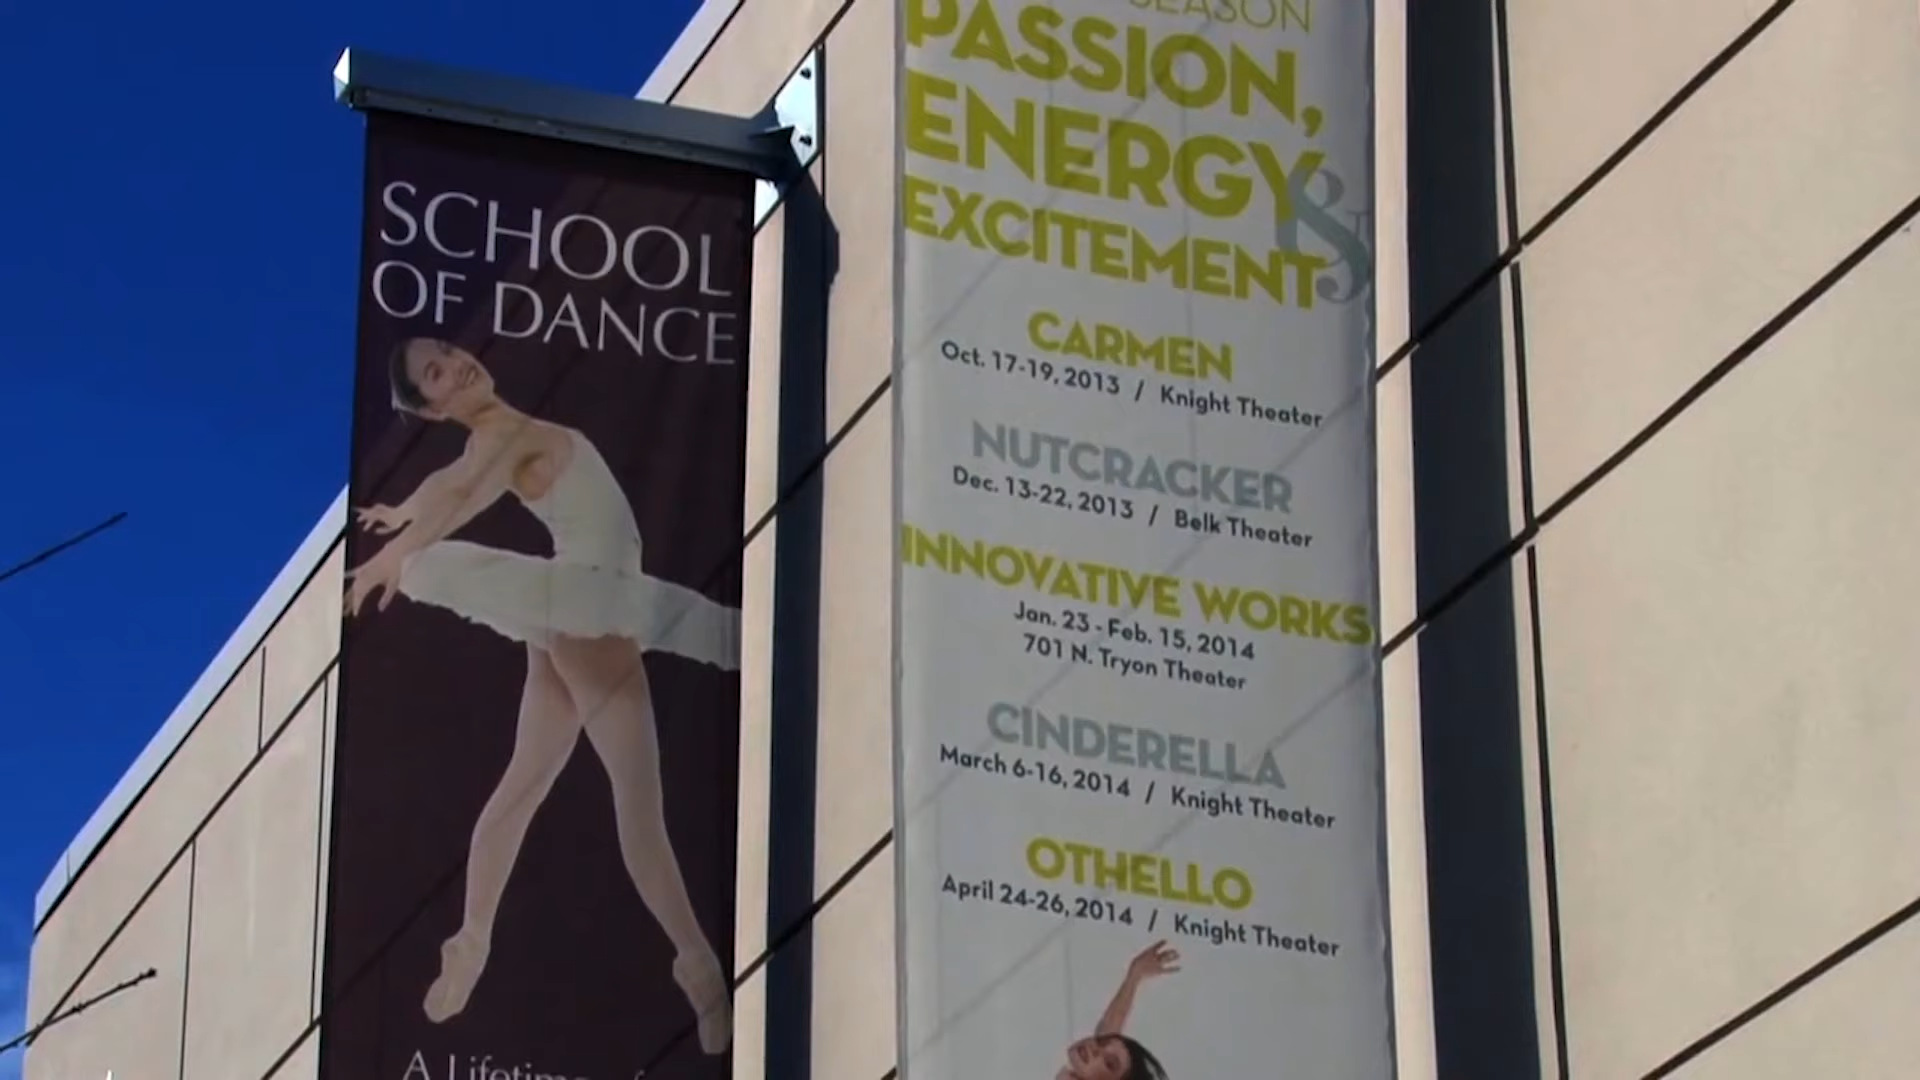 SCHOOL
OF DANCE
A Lifetime
SEASON
PASSION,
ENERGY
EXCITEMENT &
CARMEN
Oct. 17-19, 2013 / Knight Theater
NUTCRACKER
Dec. 13-22, 2013 / Belk Theater
INNOVATIVE WORKS
Jan. 23 - Feb. 15, 2014
701 N. Tryon Theater
CINDERELLA
March 6-16, 2014 / Knight Theater
OTHELLO
April 24-26, 2014 / Knight Theater